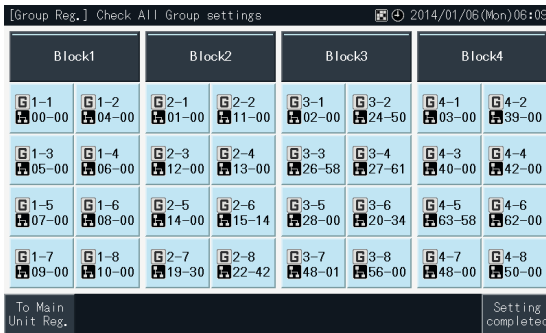 [Group Reg.] Check All Group settings 2014/01/06(Mon)06:09
Block1 Block2 Block3 Block4
G 1-1 G 1-2 G 2-1 G 2-2 G 3-1 G 3-2 G 4-1 G 4-2
00-00 04-00 01-00 11-00 02-00 24-50 03-00 39-00
G 1-3 G 1-4 G 2-3 G 2-4 G 3-3 G 3-4 G 4-3 G 4-4
05-00 06-00 12-00 13-00 26-58 27-61 40-00 42-00
G 1-5 G 1-6 G 2-5 G 2-6 G 3-5 G 3-6 G 4-5 G 4-6
07-00 08-00 14-00 15-14 28-00 20-34 63-58 62-00
G 1-7 G 1-8 G 2-7 G 2-8 G 3-7 G 3-8 G 4-7 G 4-8
09-00 10-00 19-30 22-42 48-01 56-00 48-00 50-00
To Main
Unit Reg.
Setting
completed